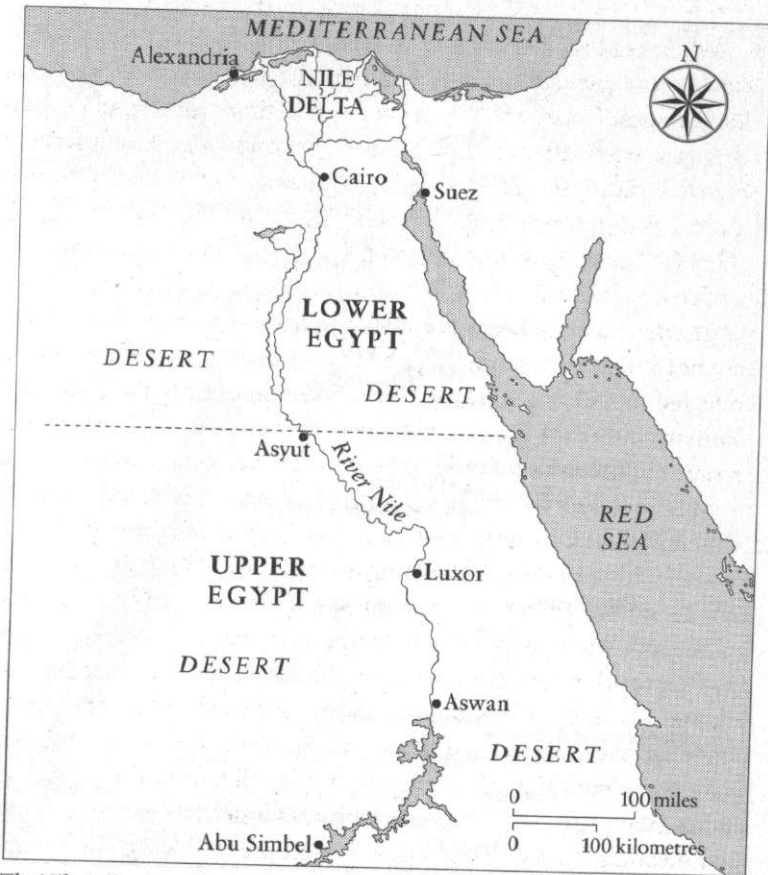 MEDITERRANEAN SEA
Alexandria
NILE
DELTA
N
Cairo
Suez
LOWER
EGYPT
DESERT
DESERT
Asyut
River Nile
RED
SEA
UPPER
EGYPT
Luxor
DESERT
Aswan
DESERT
0 100 miles
0 100 kilometres
Abu Simbel